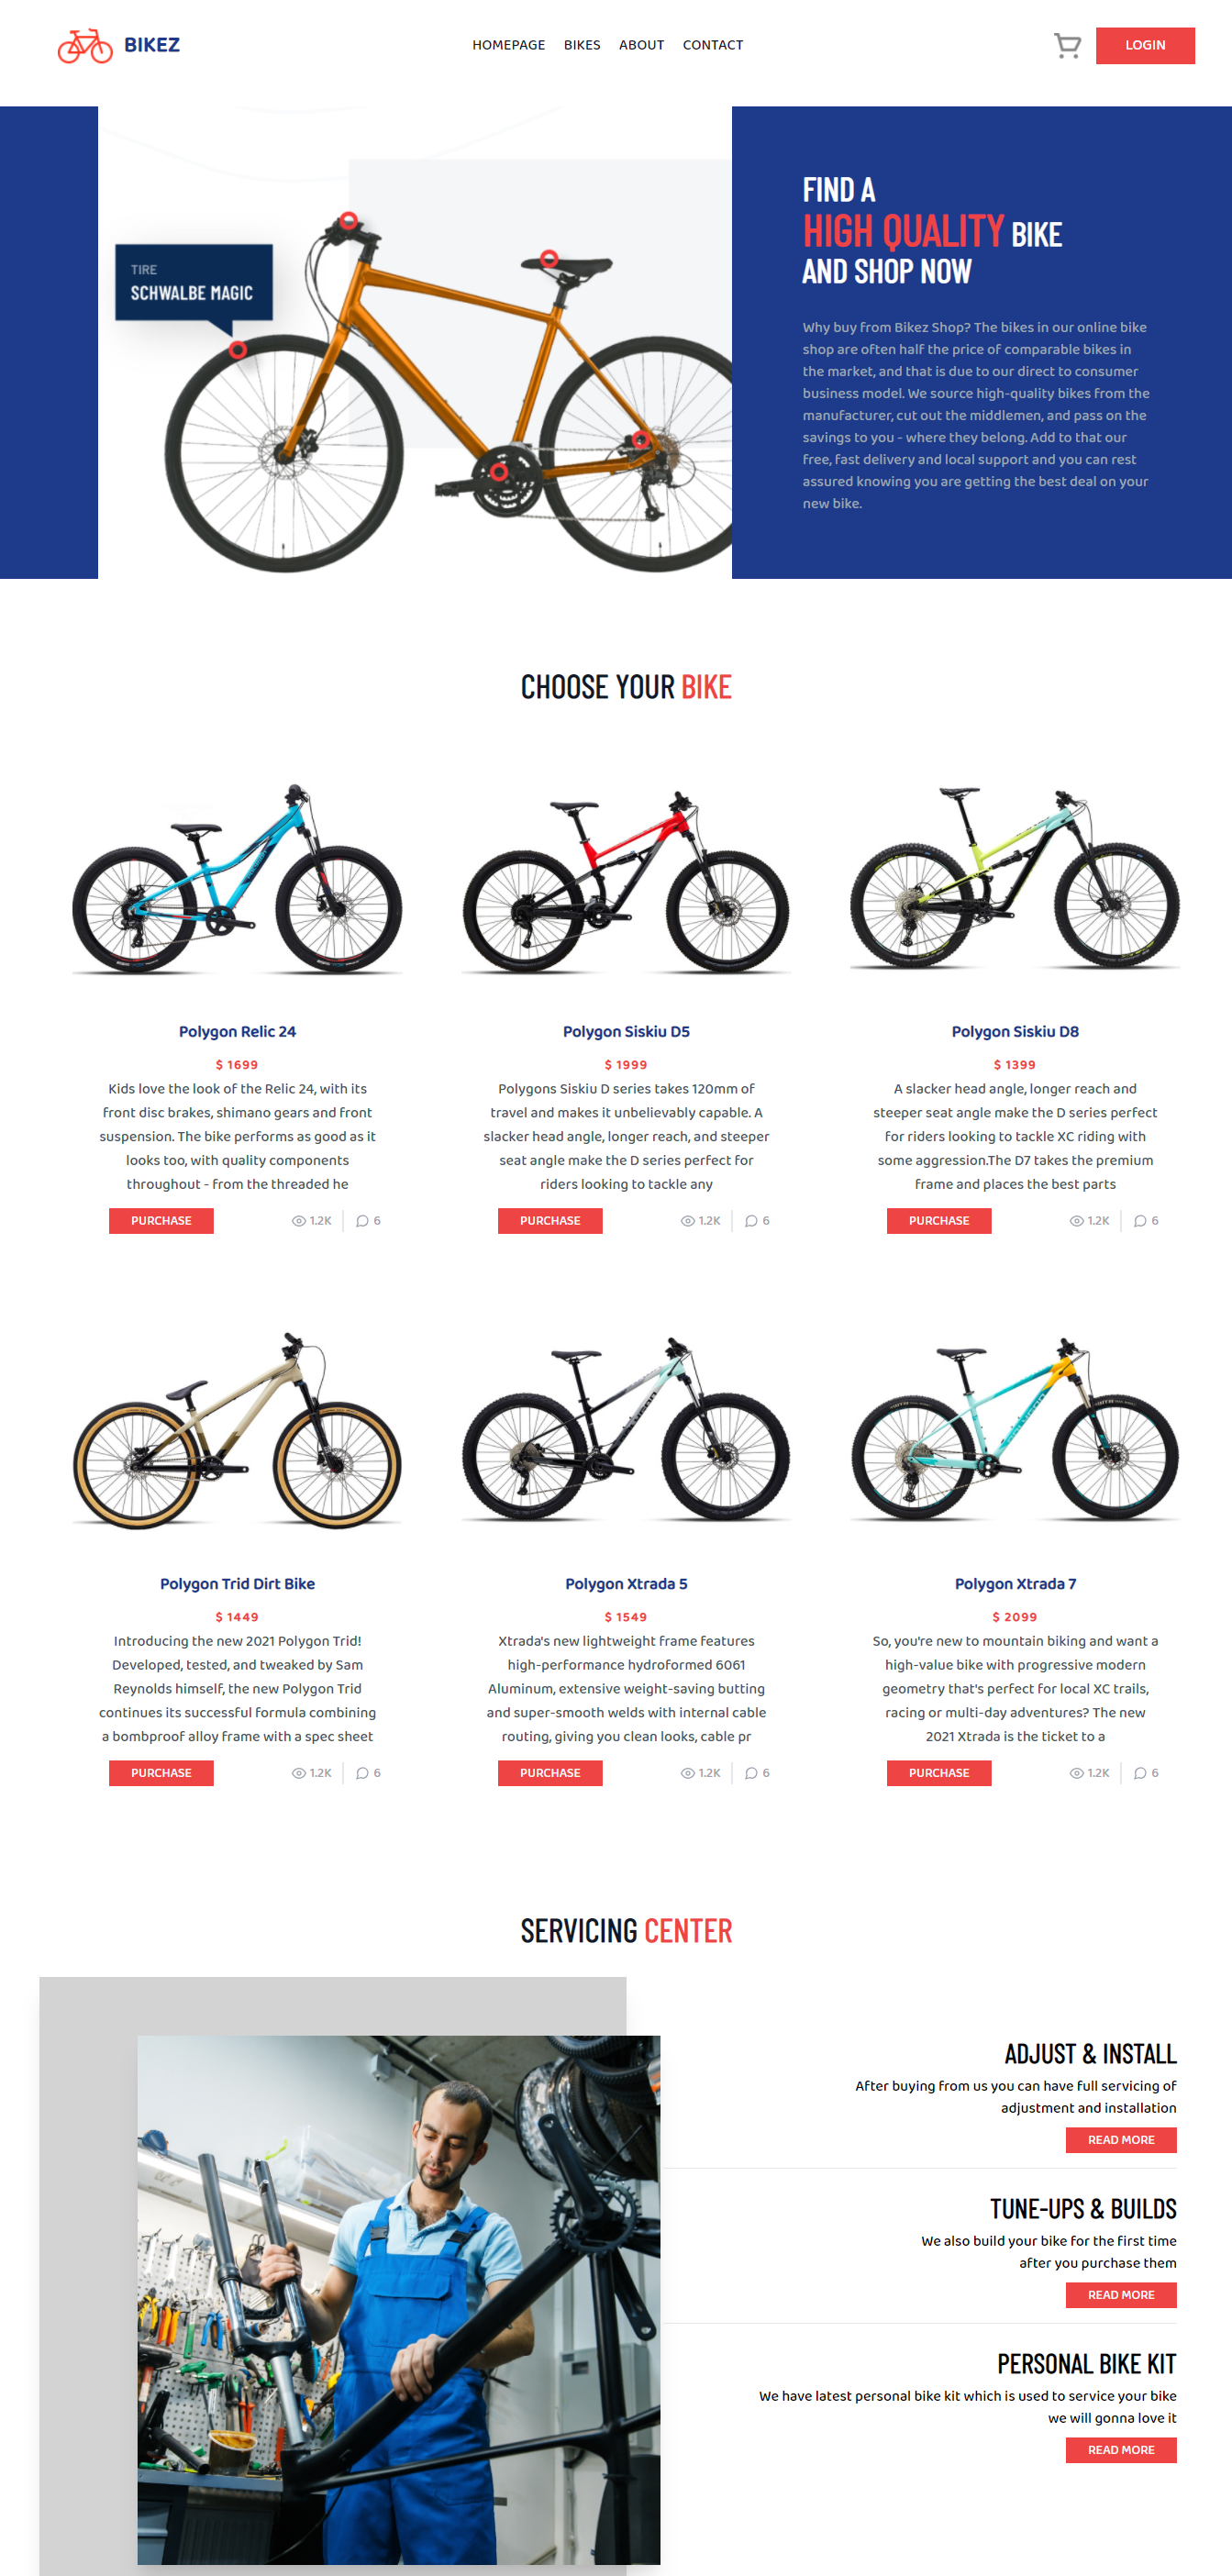 BIKEZ
HOMEPAGE BIKES ABOUT CONTACT
LOGIN
TIRE
SCHWALBE MAGIC
FIND A
HIGH QUALITY BIKE
AND SHOP NOW
Why buy from Bikez Shop? The bikes in our online bike
shop are often half the price of comparable bikes in
the market, and that is due to our direct to consumer
business model. We source high-quality bikes from the
manufacturer, cut out the middlemen, and pass on the
savings to you - where they belong. Add to that our
free, fast delivery and local support and you can rest
assured knowing you are getting the best deal on your
new bike.
CHOOSE YOUR BIKE
Polygon Relic 24
$ 1699
Kids love the look of the Relic 24, with its
front disc brakes, shimano gears and front
suspension. The bike performs as good as it
looks too, with quality components
throughout - from the threaded he
PURCHASE 1.2K 6
Polygon Siskiu D5
$ 1999
Polygons Siskiu D series takes 120mm of
travel and makes it unbelievably capable. A
slacker head angle, longer reach, and steeper
seat angle make the D series perfect for
riders looking to tackle any
PURCHASE 1.2K 6
Polygon Siskiu D8
$ 1399
A slacker head angle, longer reach and
steeper seat angle make the D series perfect
for riders looking to tackle XC riding with
some aggression.The D7 takes the premium
frame and places the best parts
PURCHASE 1.2K 6
Polygon Trid Dirt Bike
$ 1449
Introducing the new 2021 Polygon Trid!
Developed, tested, and tweaked by Sam
Reynolds himself, the new Polygon Trid
continues its successful formula combining
a bombproof alloy frame with a spec sheet
PURCHASE 1.2K 6
Polygon Xtrada 5
$ 1549
Xtrada's new lightweight frame features
high-performance hydroformed 6061
Aluminum, extensive weight-saving butting
and super-smooth welds with internal cable
routing, giving you clean looks, cable pr
PURCHASE 1.2K 6
Polygon Xtrada 7
$ 2099
So, you're new to mountain biking and want a
high-value bike with progressive modern
geometry that's perfect for local XC trails,
racing or multi-day adventures? The new
2021 Xtrada is the ticket to a
PURCHASE 1.2K 6
SERVICING CENTER
ADJUST & INSTALL
After buying from us you can have full servicing of
adjustment and installation
READ MORE
TUNE-UPS & BUILDS
We also build your bike for the first time
after you purchase them
READ MORE
PERSONAL BIKE KIT
We have latest personal bike kit which is used to service your bike
we will gonna love it
READ MORE